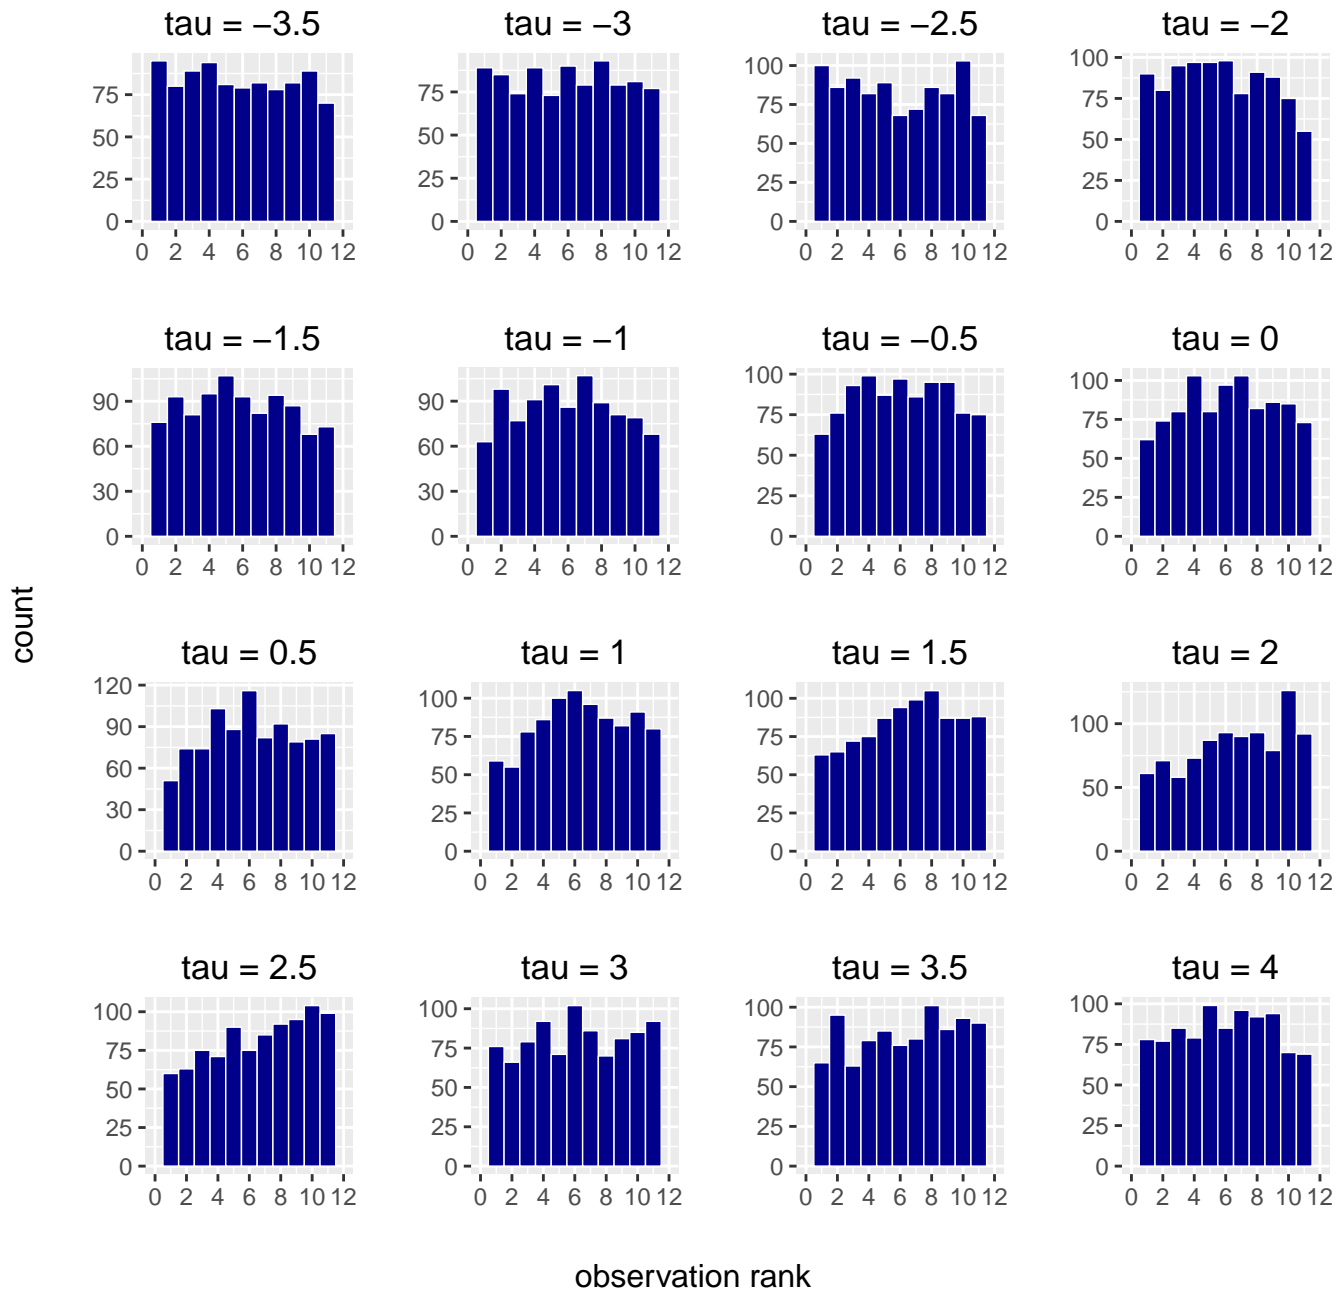 tau = −3.5 tau = −3 tau = −2.5 tau = −2
75 50 25 0 75 50 25 0 100 75 50 25 0 100 75 50 25 0
0 2 4 6 8 10 12 0 2 4 6 8 10 12 0 2 4 6 8 10 12 0 2 4 6 8 10 12
tau = −1.5 tau = −1 tau = −0.5 tau = 0
90 60 30 0 90 60 30 0 100 75 50 25 0 100 75 50 25 0
0 2 4 6 8 10 12 0 2 4 6 8 10 12 0 2 4 6 8 10 12 0 2 4 6 8 10 12
count
tau = 0.5 tau = 1 tau = 1.5 tau = 2
120 90 60 30 0 100 75 50 25 0 100 75 50 25 0 100 50 0
0 2 4 6 8 10 12 0 2 4 6 8 10 12 0 2 4 6 8 10 12 0 2 4 6 8 10 12
tau = 2.5 tau = 3 tau = 3.5 tau = 4
100 75 50 25 0 100 75 50 25 0 100 75 50 25 0 100 75 50 25 0
0 2 4 6 8 10 12 0 2 4 6 8 10 12 0 2 4 6 8 10 12 0 2 4 6 8 10 12
observation rank